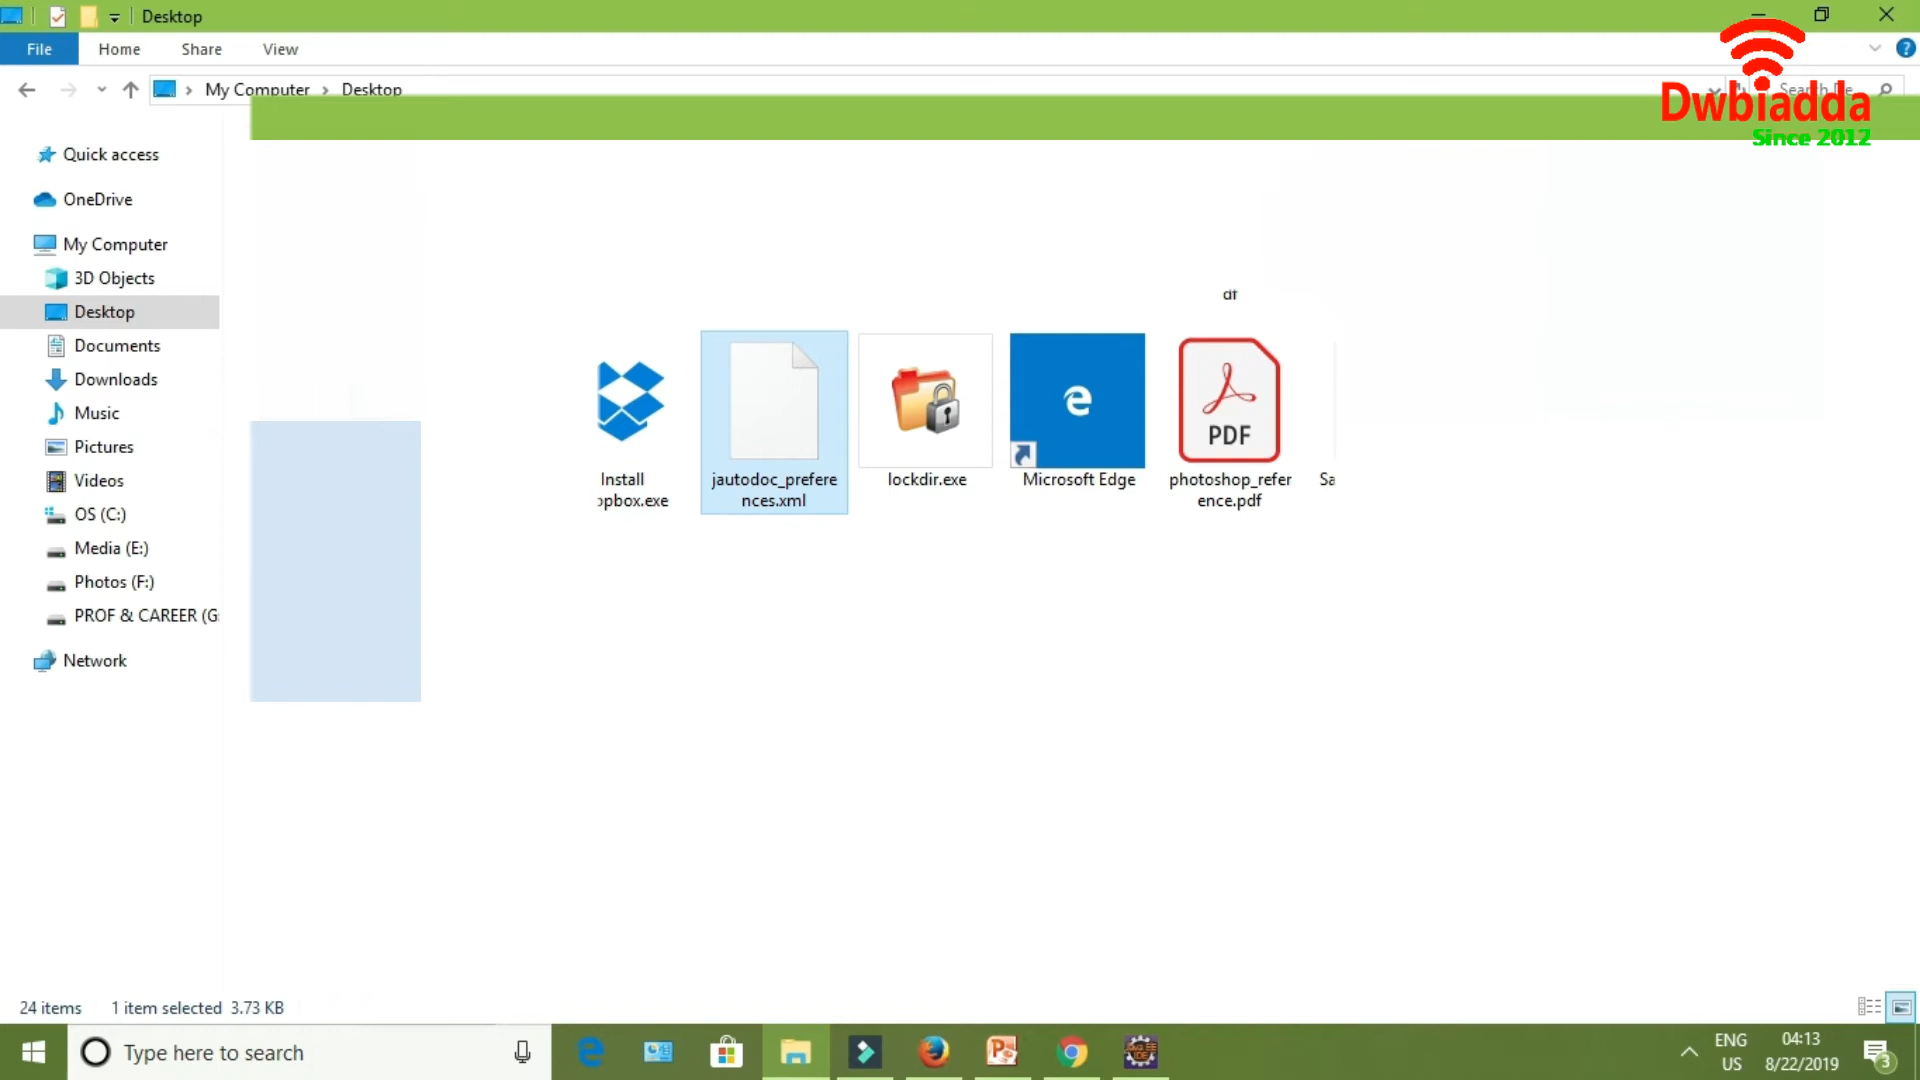 Desktop
File Home Share View
My Computer Desktop
Dwbiadda
Since 2012
Quick access
OneDrive
My Computer
3D Objects
Desktop
Documents
Downloads
Music
Pictures
Videos
OS (C:)
Media (E:)
Photos (F:)
PROF & CAREER (G:
Network
PDF
Install
opbox.exe
jautodoc_prefere
nces.xml
lockdir.exe
Microsoft Edge
photoshop_refer
ence.pdf
Sa
24 items 1 item selected 3.73 KB
Type here to search
ENG
US
04:13
8/22/2019
3